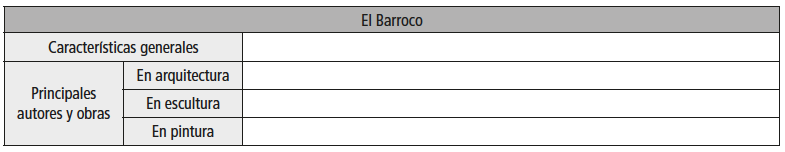 El Barroco
Características generales
Principales
autores y obras
En arquitectura
En escultura
En pintura